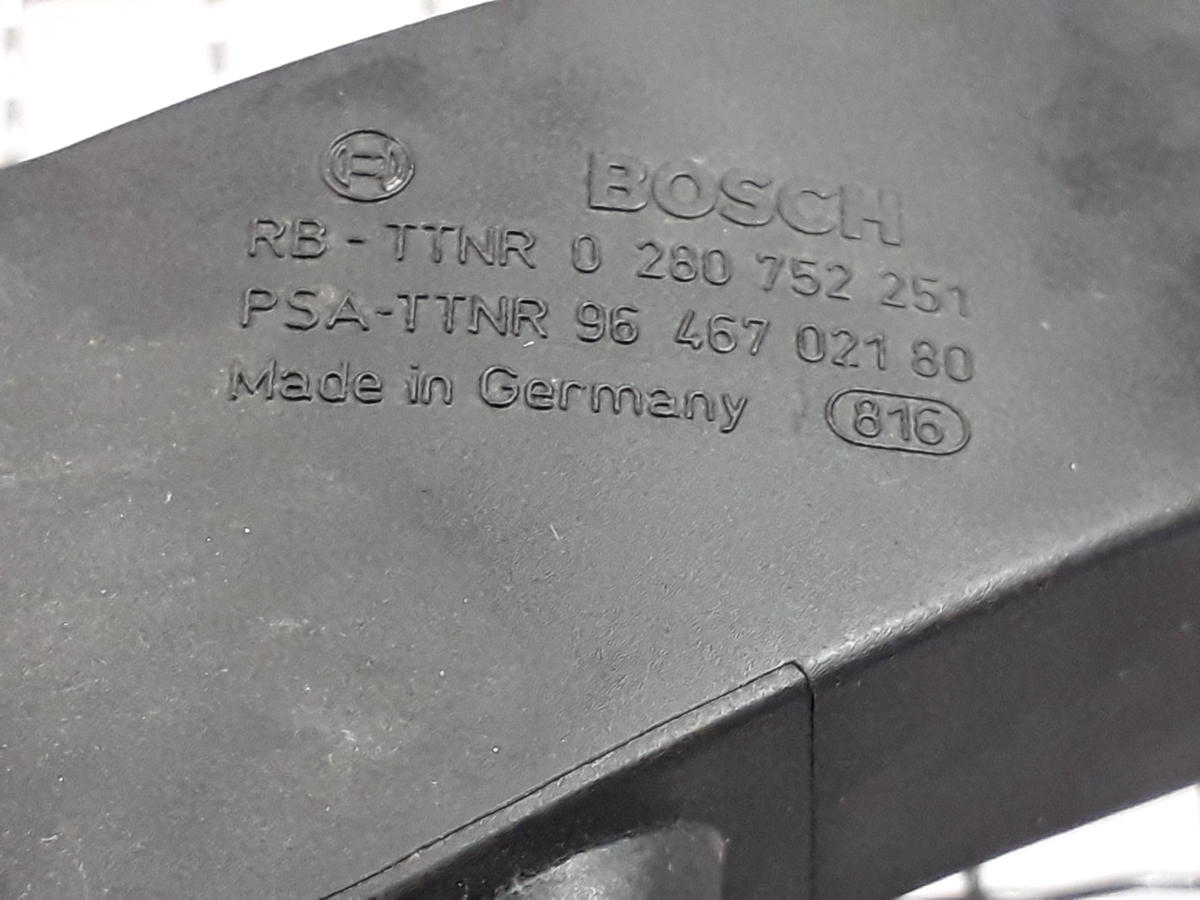 BOSCH
RB - TTNR 0 280 752 251
PSA-TTNR 96 467 021 80
Made in Germany 816